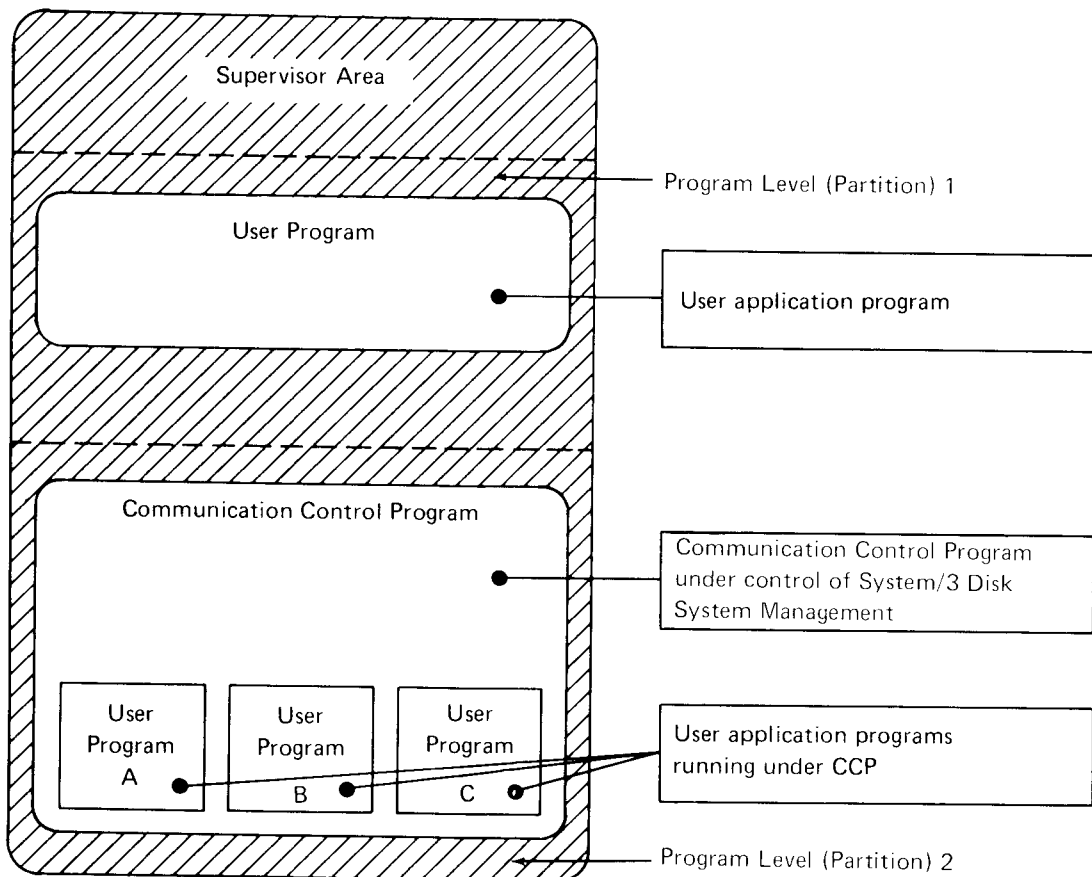 Supervisor Area
Program Level (Partition) 1
User Program
User application program
Communication Control Program
Communication Control Program
under control of System/3 Disk
System Management
User
Program
A
User
Program
B
User
Program
C
User application programs
running under CCP
Program Level (Partition) 2